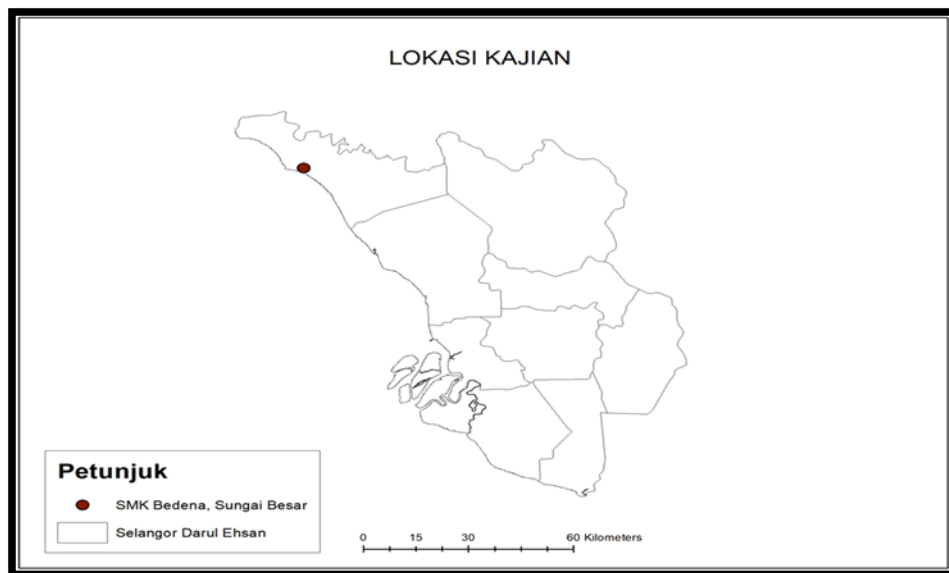 LOKASI KAJIAN
Petunjuk
SMK Bedena, Sungai Besar
Selangor Darul Ehsan
0 15 30 60 Kilometers